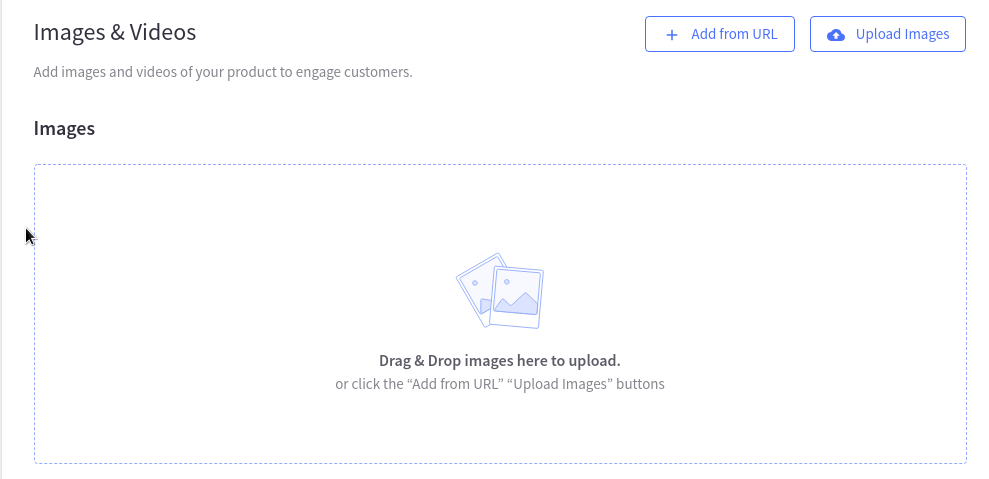 Images & Videos
Add from URL
Upload Images
Add images and videos of your product to engage customers.
Images
Drag & Drop images here to upload.
or click the “Add from URL” “Upload Images” buttons